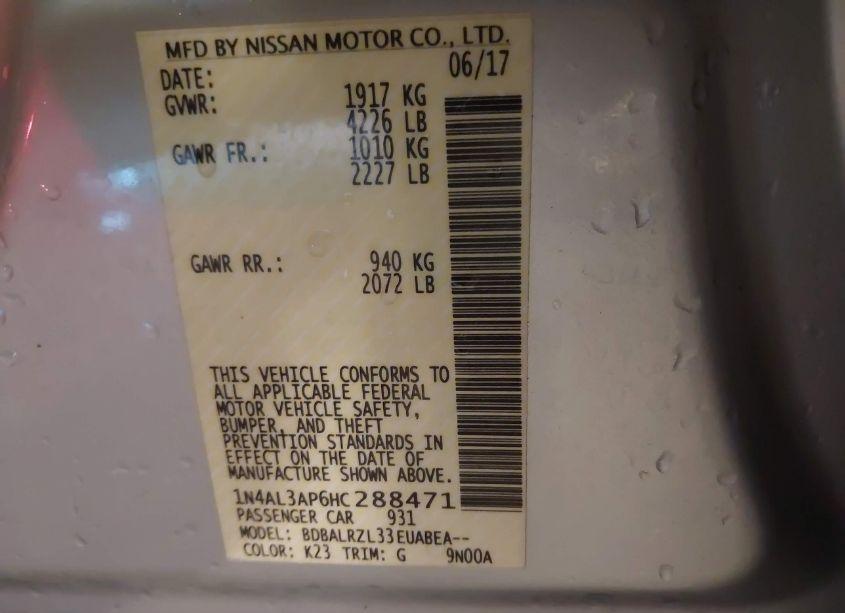 MFD BY NISSAN MOTOR CO., LTD.
DATE: 06/17
GVWR: 1917 KG
4226 LB
GAWR FR.: 1010 KG
2227 LB
GAWR RR.: 940 KG
2072 LB
THIS VEHICLE CONFORMS TO
ALL APPLICABLE FEDERAL
MOTOR VEHICLE SAFETY,
BUMPER, AND THEFT
PREVENTION STANDARDS IN
EFFECT ON THE DATE OF
MANUFACTURE SHOWN ABOVE.
1N4AL3AP6HC288471
PASSENGER CAR 931
MODEL: BDBALRZL33EUABEA--
COLOR: K23 TRIM: G 9N00A